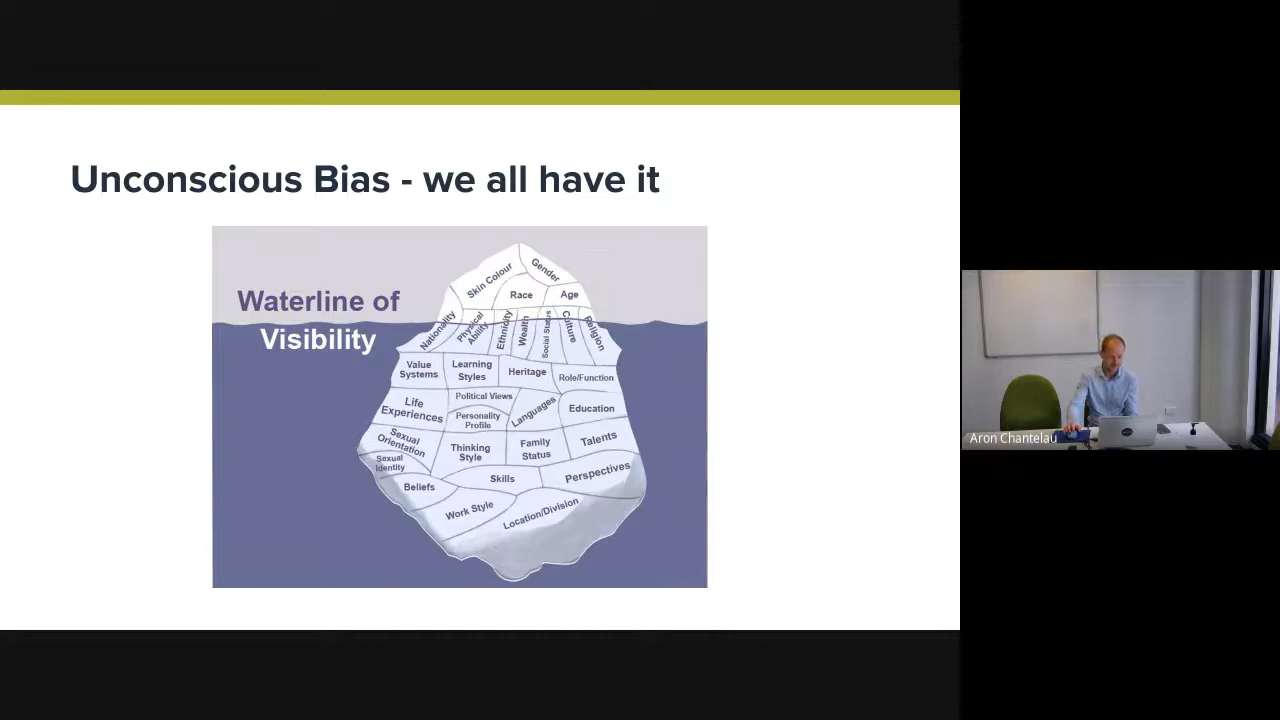 Unconscious Bias - we all have it
Waterline of
Visibility
Skin Colour
Gender
Race
Age
Nationality
Physical
Ability
Ethnicity
Wealth
Social Status
Culture
Religion
Value
Systems
Learning
Styles
Heritage
Role/Function
Life
Experiences
Political Views
Personality
Profile
Languages
Education
Sexual
Orientation
Sexual
Identity
Thinking
Style
Family
Status
Talents
Beliefs
Skills
Perspectives
Work Style
Location/Division
Aron Chantelau